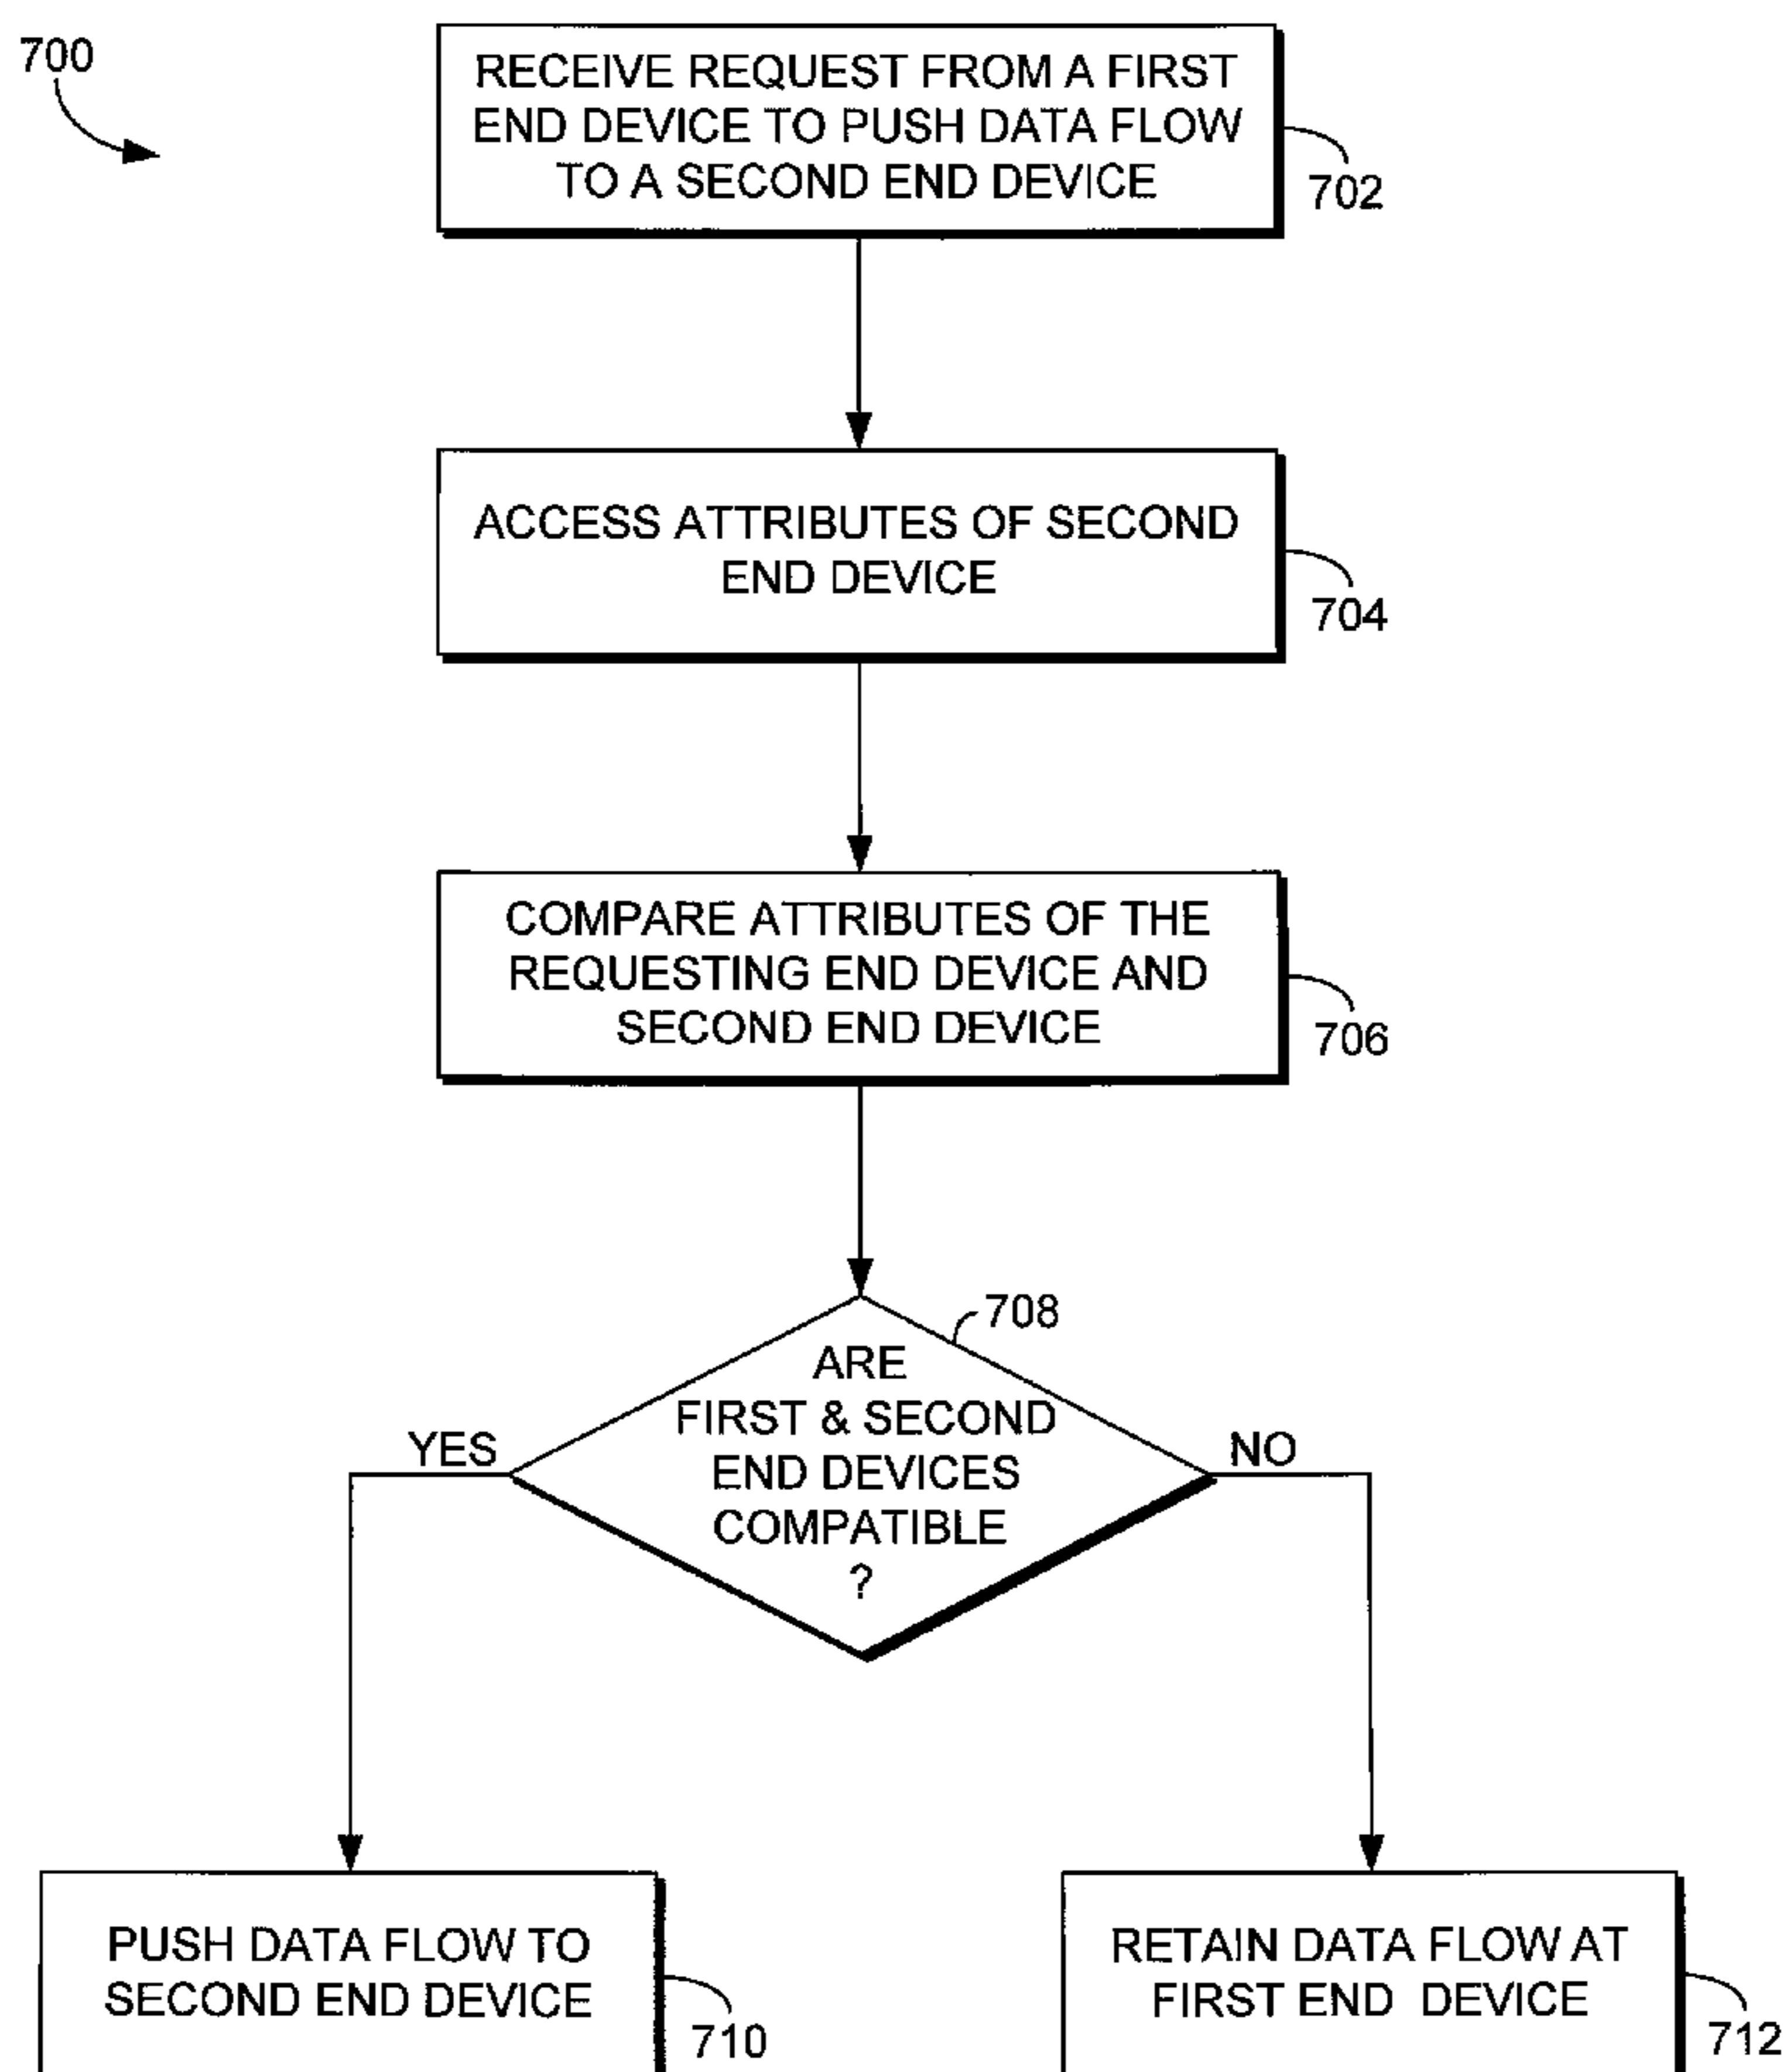 700
RECEIVE REQUEST FROM A FIRST
END DEVICE TO PUSH DATA FLOW
TO A SECOND END DEVICE
702
ACCESS ATTRIBUTES OF SECOND
END DEVICE
704
COMPARE ATTRIBUTES OF THE
REQUESTING END DEVICE AND
SECOND END DEVICE
706
708
ARE
FIRST & SECOND
END DEVICES
COMPATIBLE
?
YES
NO
PUSH DATA FLOW TO
SECOND END DEVICE
710
RETAIN DATA FLOW AT
FIRST END DEVICE
712